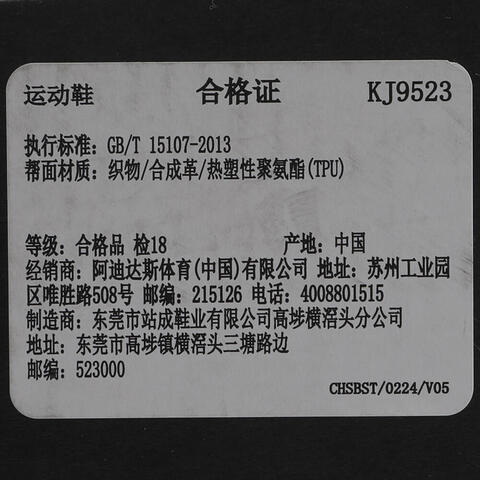 运动鞋 合格证 KJ9523
执行标准: GB/T 15107-2013
帮面材质: 织物/合成革/热塑性聚氨酯(TPU)
等级: 合格品 检18 产地: 中国
经销商: 阿迪达斯体育(中国)有限公司 地址: 苏州工业园
区唯胜路508号 邮编: 215126 电话: 4008801515
制造商: 东莞市站成鞋业有限公司高埗横滘头分公司
地址: 东莞市高埗镇横滘头三塘路边
邮编: 523000
CHSBST/0224/V05